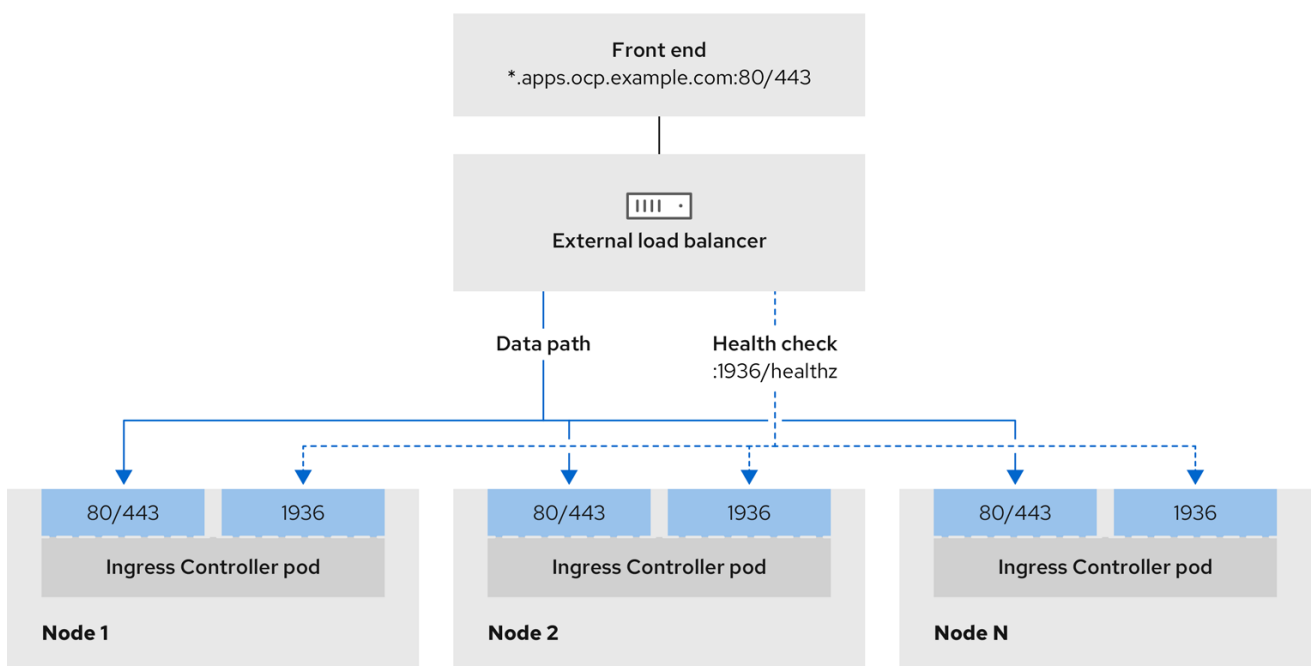 Front end
*.apps.ocp.example.com:80/443
External load balancer
Data path
Health check
:1936/healthz
80/443
1936
80/443
1936
80/443
1936
Ingress Controller pod
Ingress Controller pod
Ingress Controller pod
Node 1
Node 2
Node N